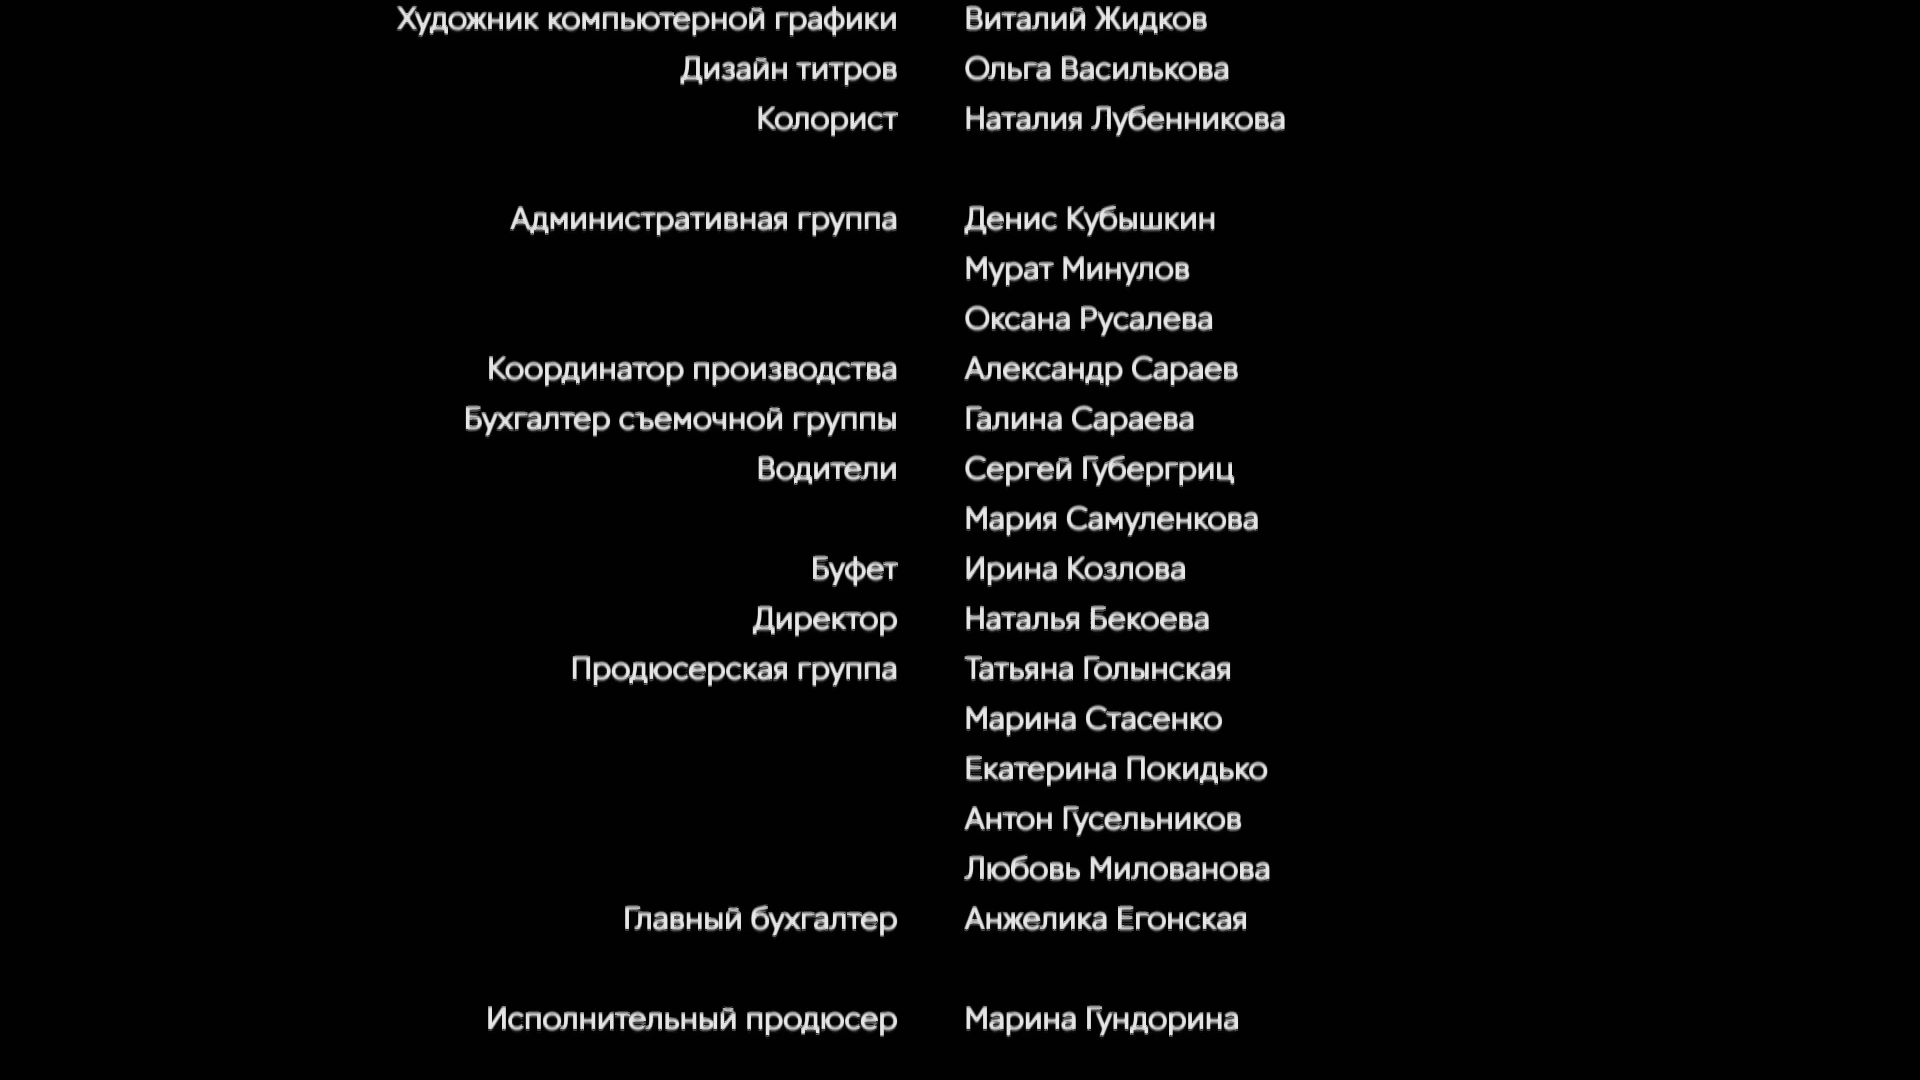 Художник компьютерной графики Виталий Жидков
Дизайн титров Ольга Василькова
Колорист Наталия Лубенникова
Административная группа Денис Кубышкин
Мурат Минулов
Оксана Русалева
Координатор производства Александр Сараев
Бухгалтер съемочной группы Галина Сараева
Водители Сергей Губергриц
Мария Самуленкова
Буфет Ирина Козлова
Директор Наталья Бекоева
Продюсерская группа Татьяна Голынская
Марина Стасенко
Екатерина Покидько
Антон Гусельников
Любовь Милованова
Главный бухгалтер Анжелика Егонская
Исполнительный продюсер Марина Гундорина